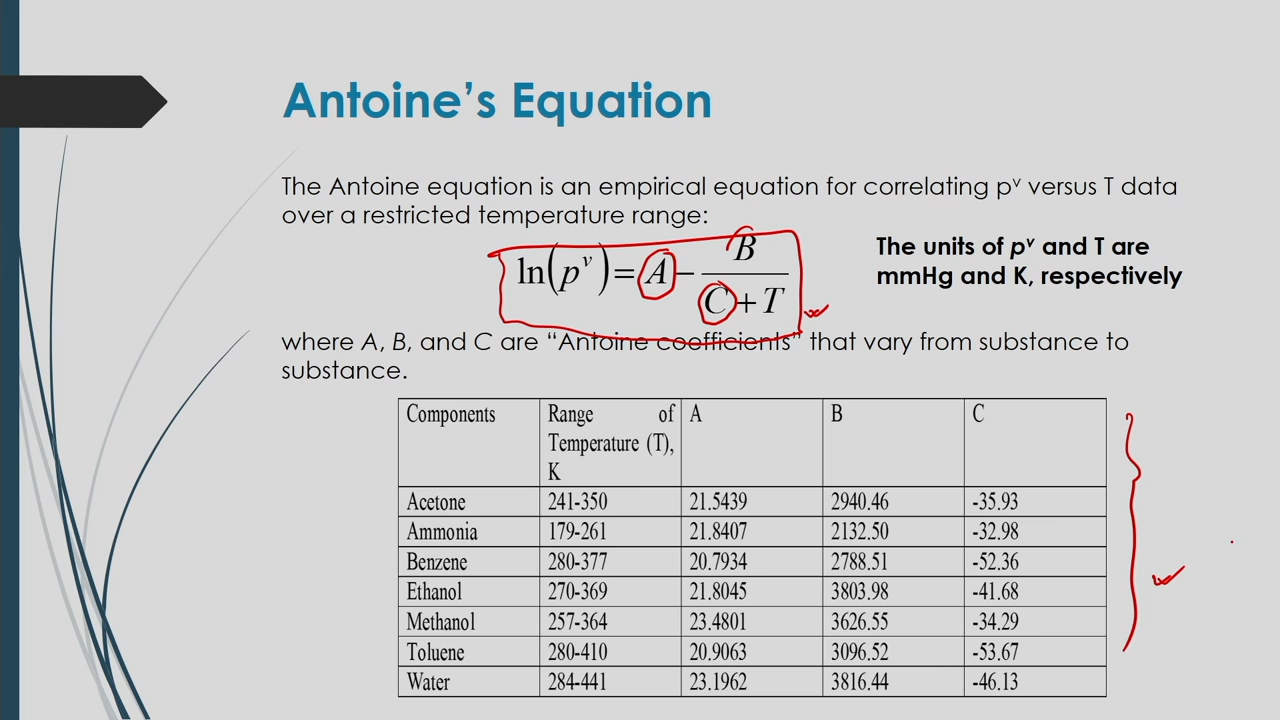 Antoine’s Equation
The Antoine equation is an empirical equation for correlating pᵛ versus T data
over a restricted temperature range:
ln(pᵛ) = A − B / (C + T)
The units of pᵛ and T are
mmHg and K, respectively
where A, B, and C are “Antoine coefficients” that vary from substance to
substance.
Components Range of Temperature (T), K A B C
Acetone 241-350 21.5439 2940.46 -35.93
Ammonia 179-261 21.8407 2132.50 -32.98
Benzene 280-377 20.7934 2788.51 -52.36
Ethanol 270-369 21.8045 3803.98 -41.68
Methanol 257-364 23.4801 3626.55 -34.29
Toluene 280-410 20.9063 3096.52 -53.67
Water 284-441 23.1962 3816.44 -46.13